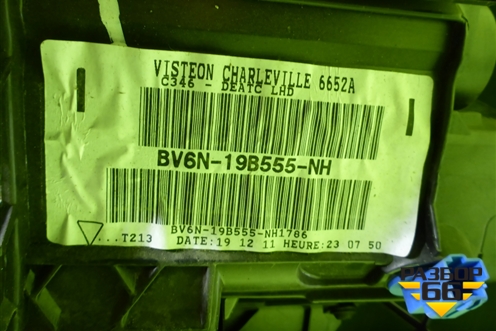 VISTEON CHARLEVILLE 6652A
C346 - DEATC LHD
BV6N-19B555-NH
BV6N-19B555-NH1786
...T213 DATE:19 12 11 HEURE:23 07 50
РАЗБОР
66